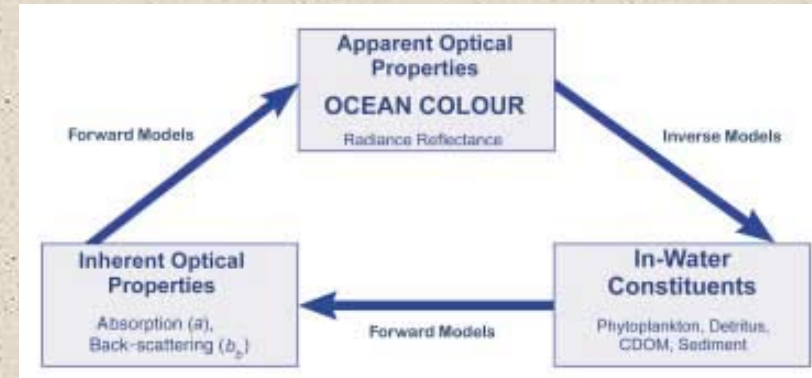 Apparent Optical
Properties
OCEAN COLOUR
Radiance Reflectance
Forward Models
Inverse Models
Inherent Optical
Properties
Absorption (a),
Back-scattering (b_b)
Forward Models
In-Water
Constituents
Phytoplankton, Detritus,
CDOM, Sediment